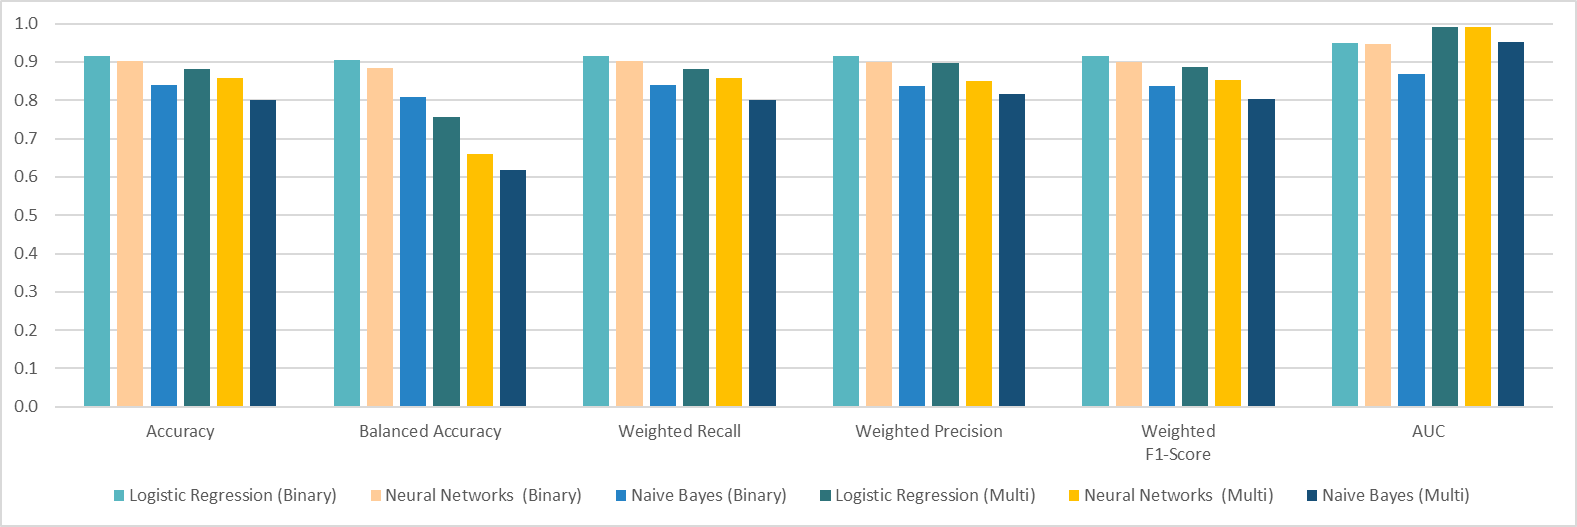 1.0
0.9
0.8
0.7
0.6
0.5
0.4
0.3
0.2
0.1
0.0
Accuracy
Balanced Accuracy
Weighted Recall
Weighted Precision
Weighted
F1-Score
AUC
Logistic Regression (Binary)
Neural Networks (Binary)
Naive Bayes (Binary)
Logistic Regression (Multi)
Neural Networks (Multi)
Naive Bayes (Multi)